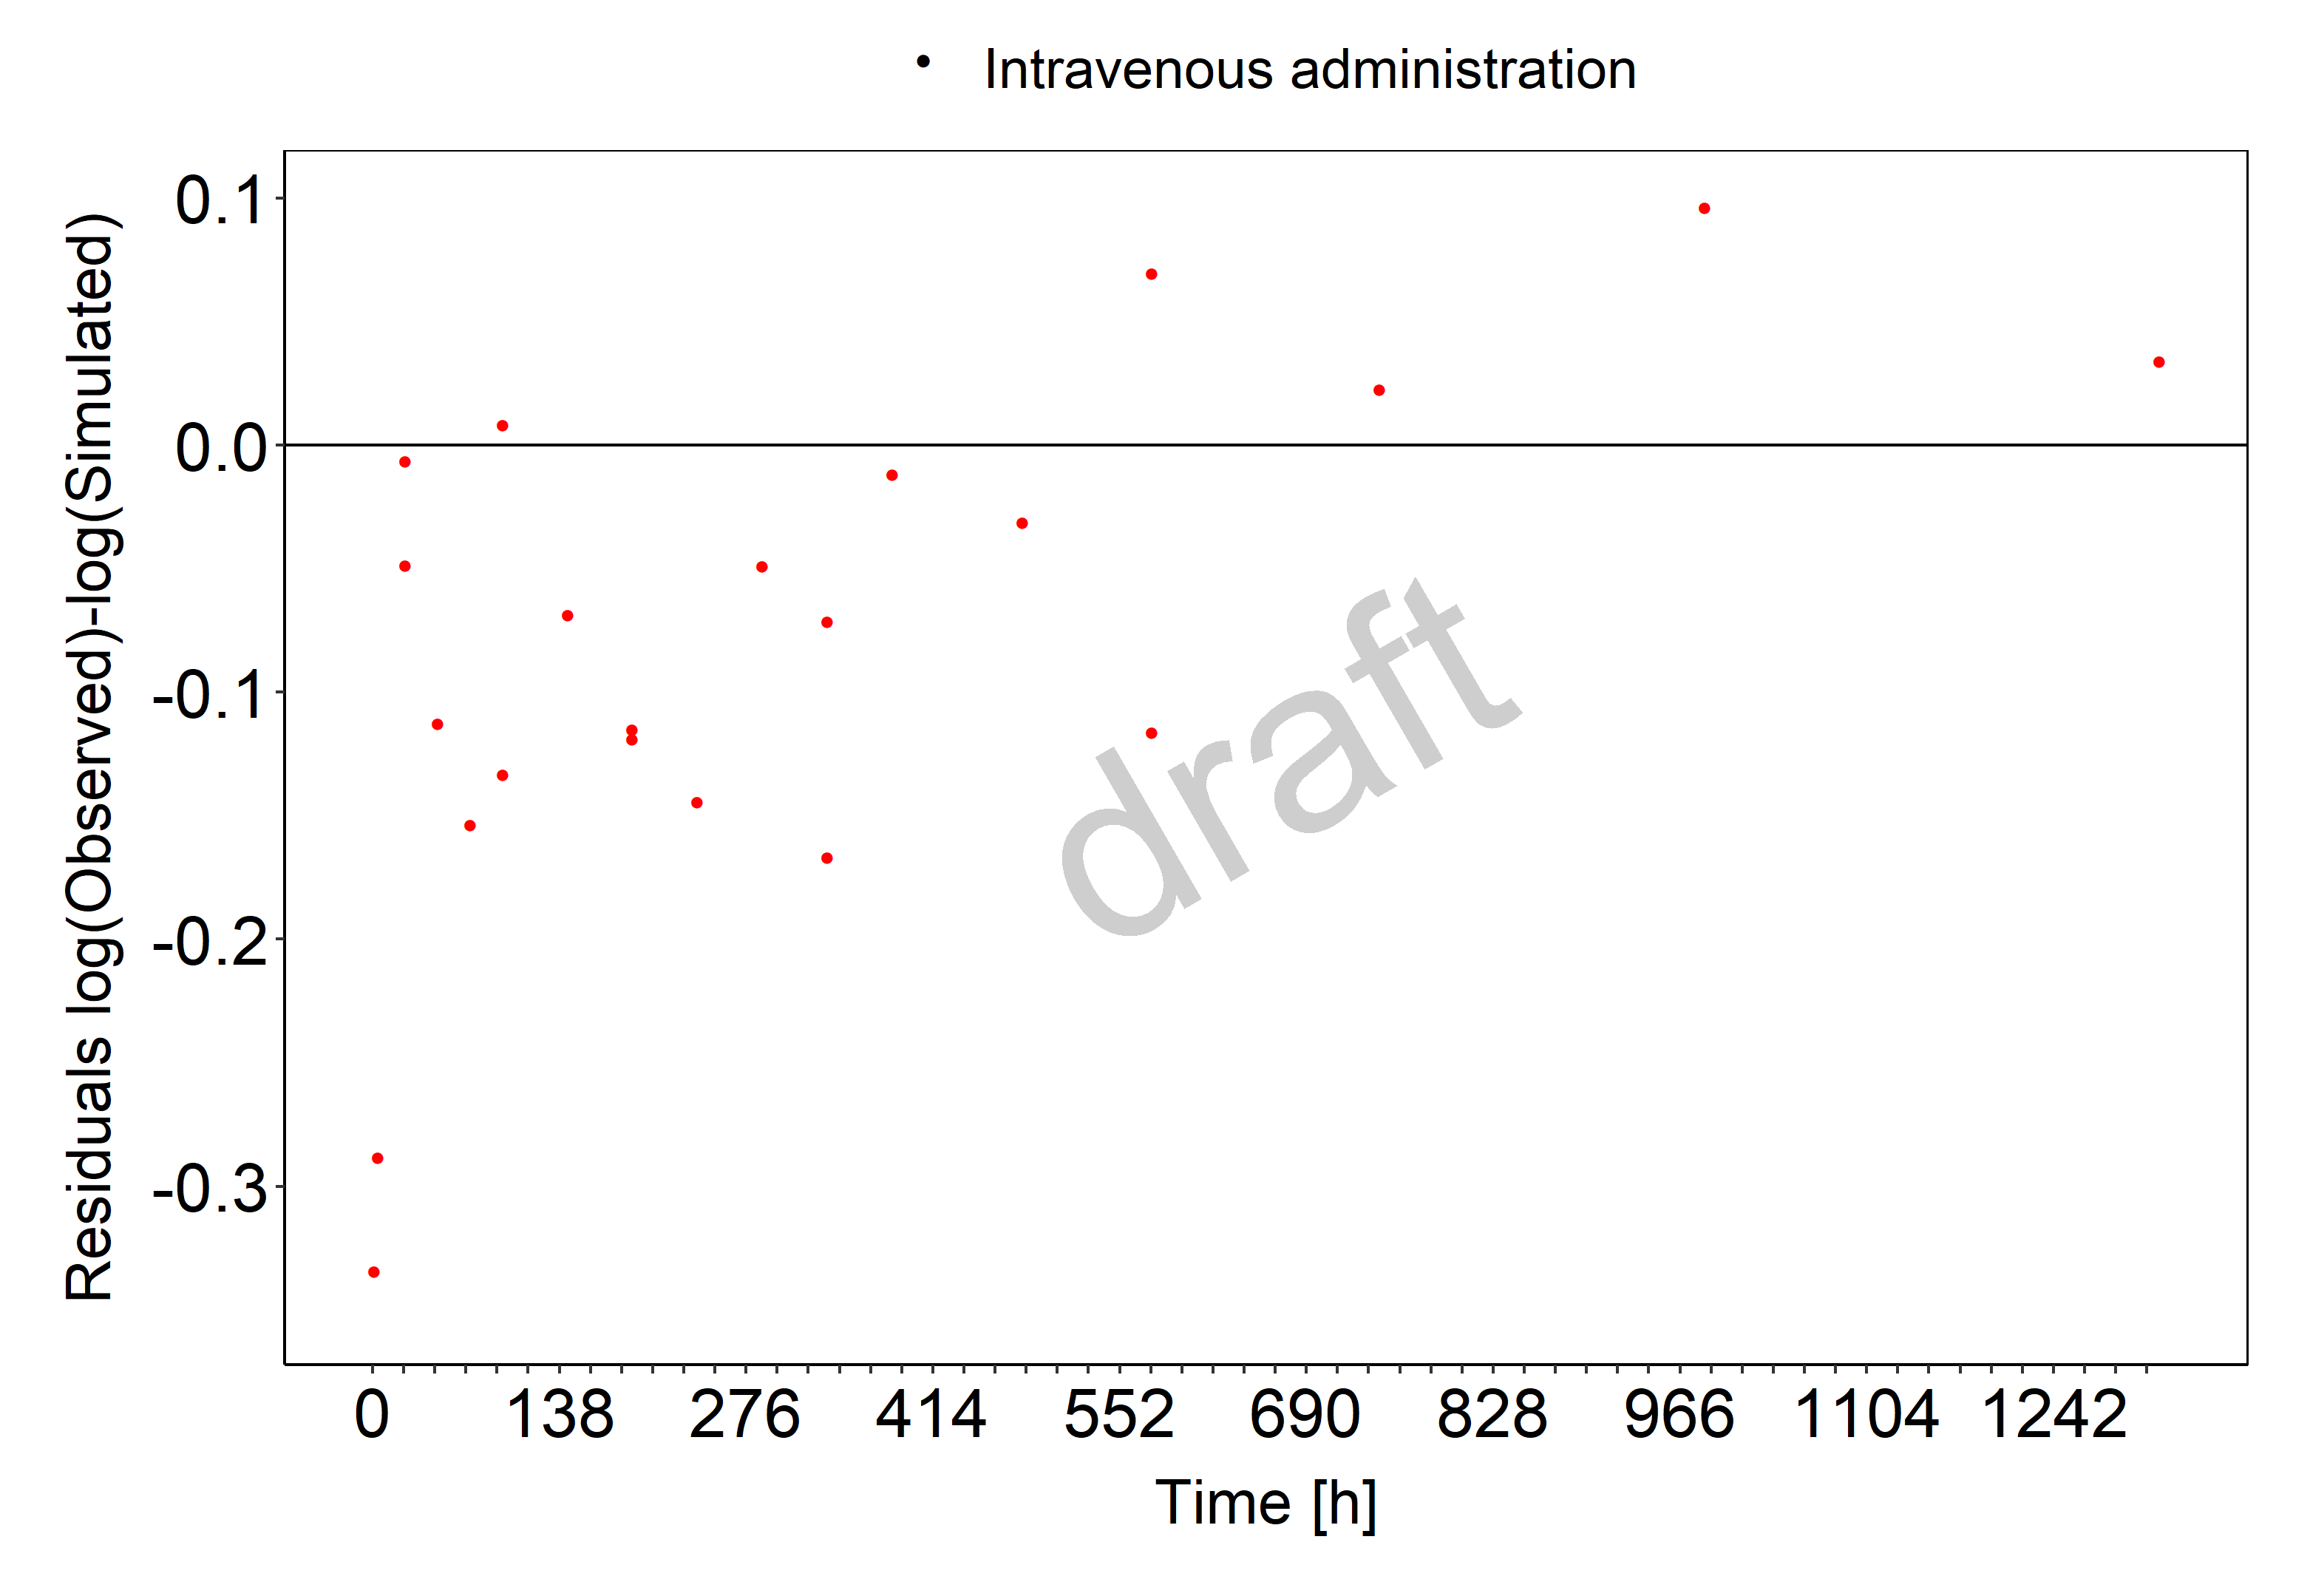 Intravenous administration
Residuals log(Observed)-log(Simulated)
0.1
0.0
-0.1
-0.2
-0.3
draft
0 138 276 414 552 690 828 966 1104 1242
Time [h]